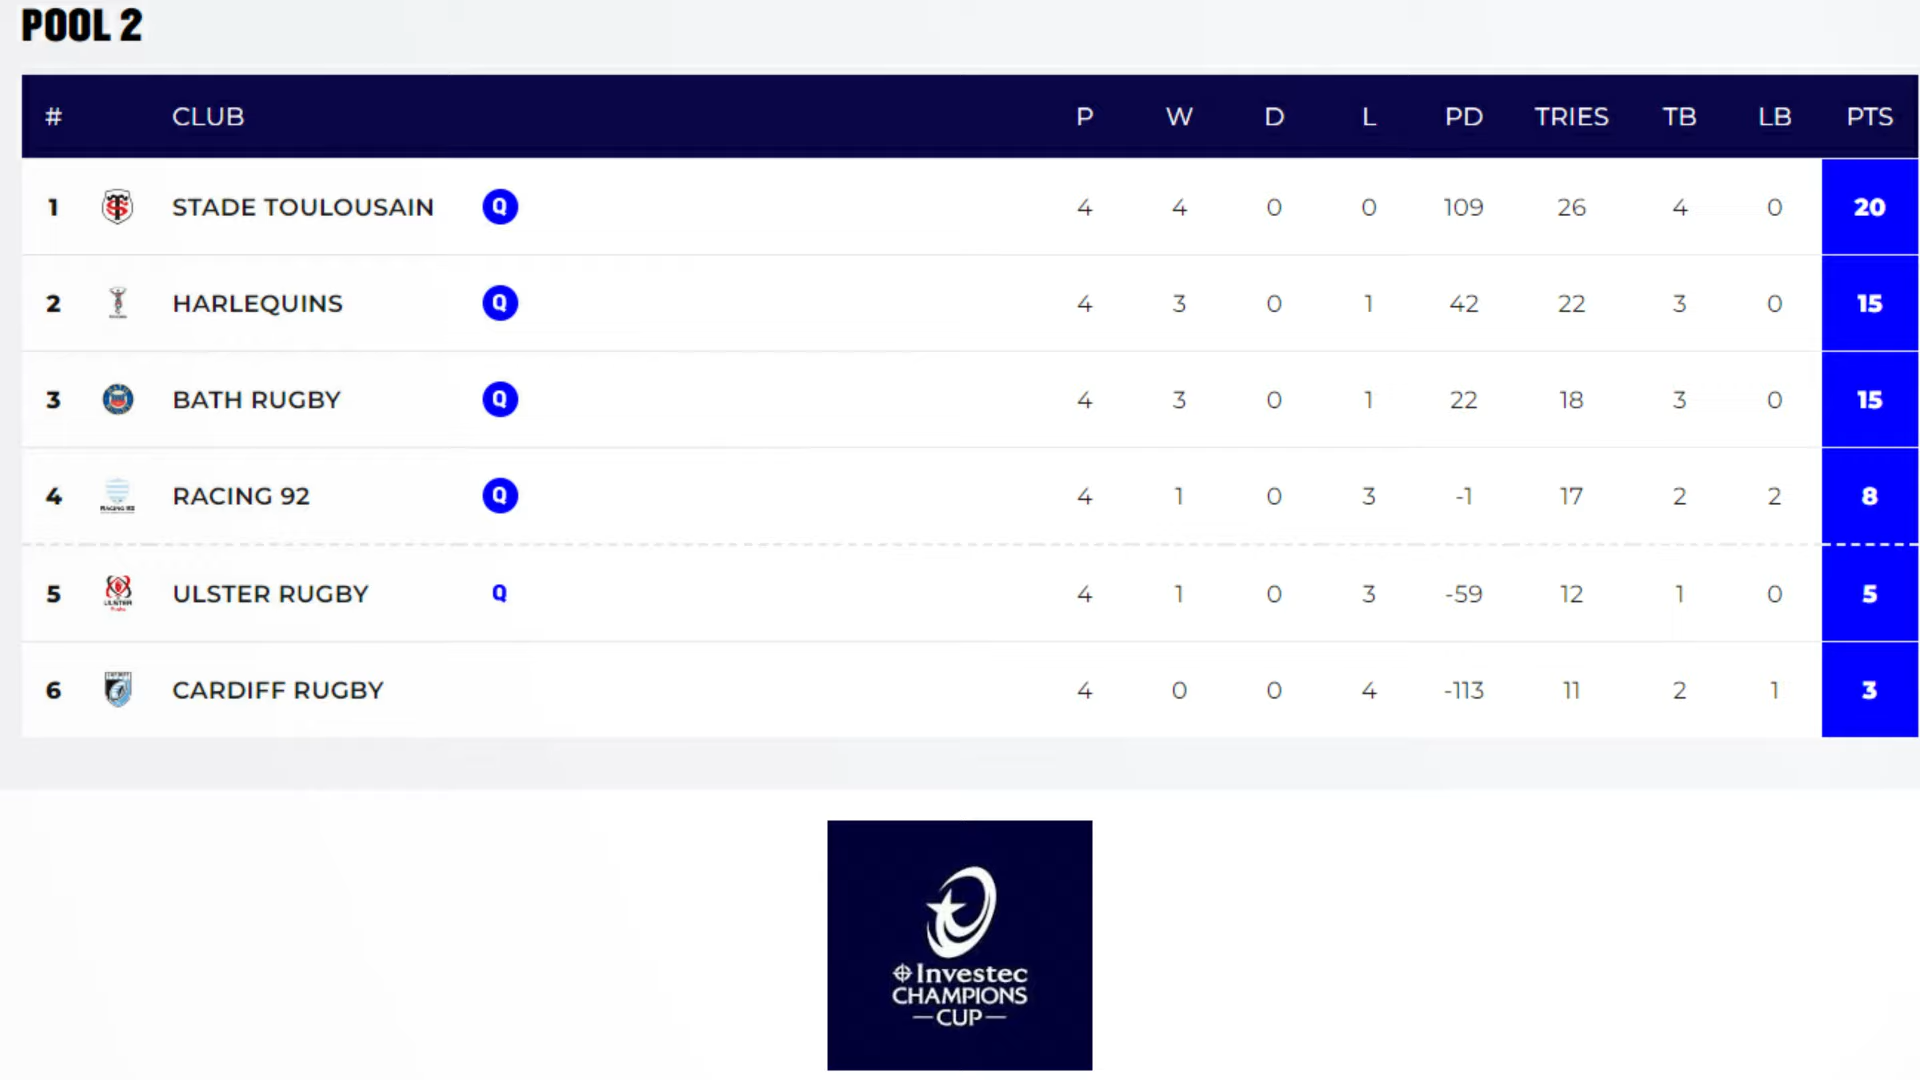 POOL 2
# CLUB P W D L PD TRIES TB LB PTS
1 STADE TOULOUSAIN Q 4 4 0 0 109 26 4 0 20
2 HARLEQUINS Q 4 3 0 1 42 22 3 0 15
3 BATH RUGBY Q 4 3 0 1 22 18 3 0 15
4 RACING 92 Q 4 1 0 3 -1 17 2 2 8
5 ULSTER RUGBY Q 4 1 0 3 -59 12 1 0 5
6 CARDIFF RUGBY 4 0 0 4 -113 11 2 1 3
Investec
CHAMPIONS
CUP